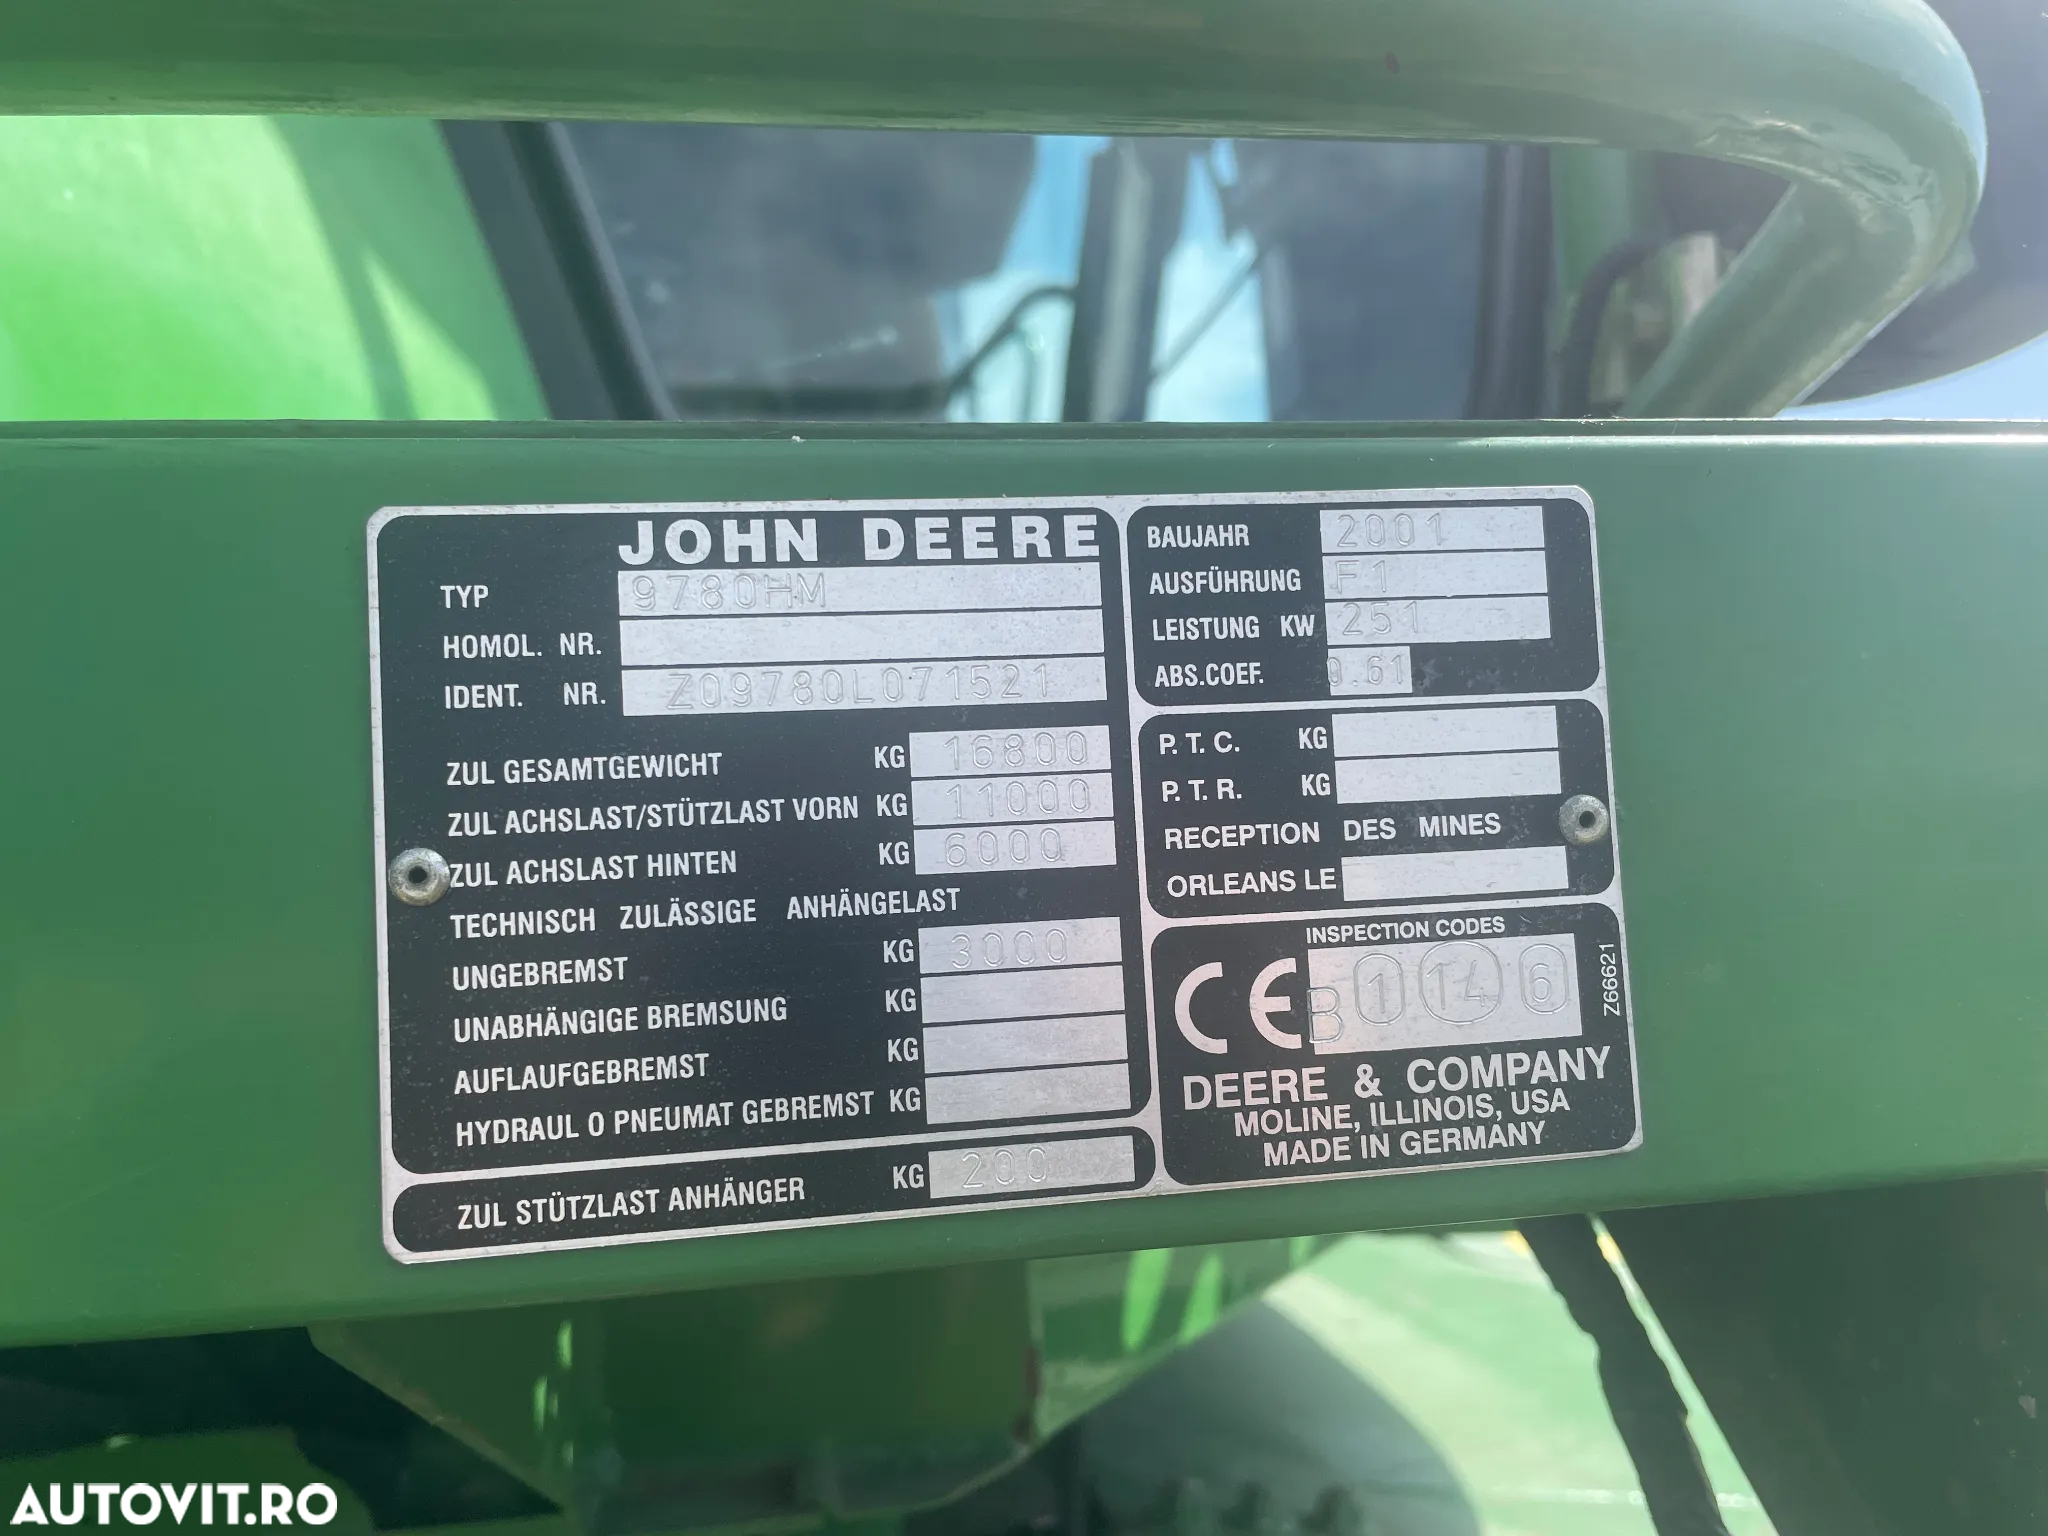 JOHN DEERE
TYP 9780HM
HOMOL. NR.
IDENT. NR. Z09780L071521
ZUL GESAMTGEWICHT KG 16800
ZUL ACHSLAST/STÜTZLAST VORN KG 11000
ZUL ACHSLAST HINTEN KG 6000
TECHNISCH ZULÄSSIGE ANHÄNGELAST
UNGEBREMST KG 3000
UNABHÄNGIGE BREMSUNG KG
AUFLAUFGEBREMST KG
HYDRAUL O PNEUMAT GEBREMST KG
ZUL STÜTZLAST ANHÄNGER KG 200
BAUJAHR 2001
AUSFÜHRUNG F1
LEISTUNG KW 251
ABS.COEF. 0.61
P. T. C. KG
P. T. R. KG
RECEPTION DES MINES
ORLEANS LE
INSPECTION CODES
CE B 1 14 6
Z66621
DEERE & COMPANY
MOLINE, ILLINOIS, USA
MADE IN GERMANY
AUTOVIT.RO